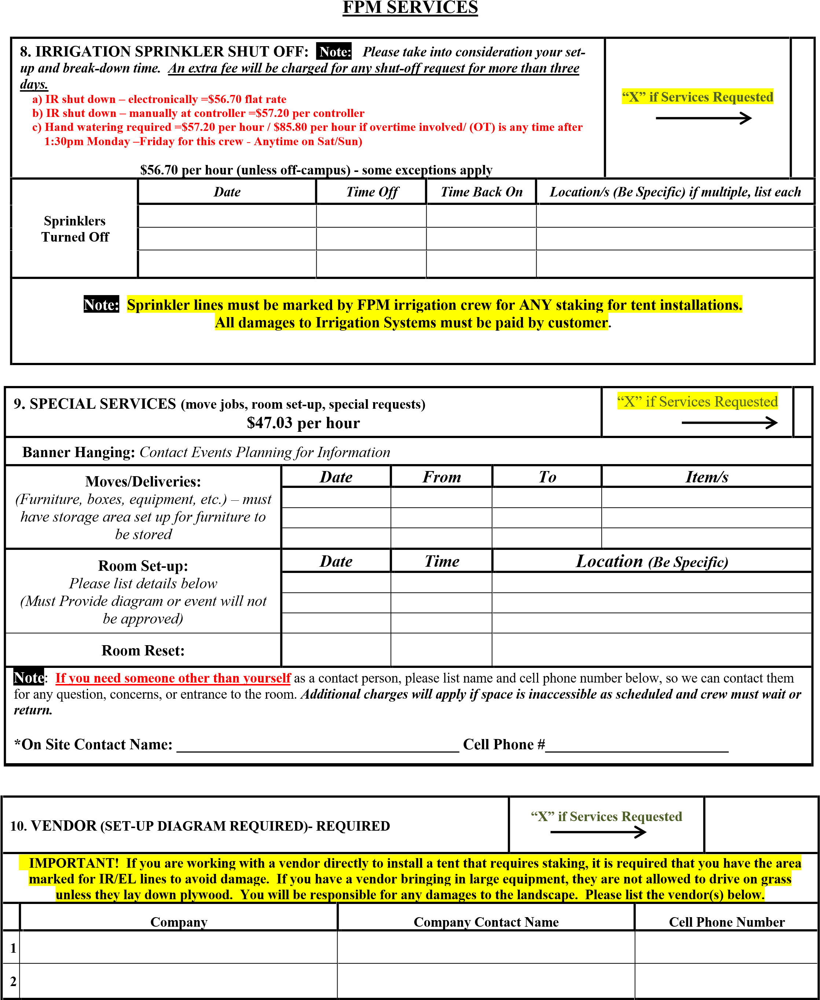 FPM SERVICES
8. IRRIGATION SPRINKLER SHUT OFF: Note: Please take into consideration your set-
up and break-down time. An extra fee will be charged for any shut-off request for more than three
days.
a) IR shut down – electronically =$56.70 flat rate
b) IR shut down – manually at controller =$57.20 per controller
c) Hand watering required =$57.20 per hour / $85.80 per hour if overtime involved/ (OT) is any time after
1:30pm Monday –Friday for this crew - Anytime on Sat/Sun)
$56.70 per hour (unless off-campus) - some exceptions apply
“X” if Services Requested
Date Time Off Time Back On Location/s (Be Specific) if multiple, list each
Sprinklers
Turned Off
Note: Sprinkler lines must be marked by FPM irrigation crew for ANY staking for tent installations.
All damages to Irrigation Systems must be paid by customer.
9. SPECIAL SERVICES (move jobs, room set-up, special requests)
$47.03 per hour
“X” if Services Requested
Banner Hanging: Contact Events Planning for Information
Moves/Deliveries:
(Furniture, boxes, equipment, etc.) – must
have storage area set up for furniture to
be stored
Date From To Item/s
Room Set-up:
Please list details below
(Must Provide diagram or event will not
be approved)
Date Time Location (Be Specific)
Room Reset:
Note: If you need someone other than yourself as a contact person, please list name and cell phone number below, so we can contact them
for any question, concerns, or entrance to the room. Additional charges will apply if space is inaccessible as scheduled and crew must wait or
return.
*On Site Contact Name: ____________________ Cell Phone #____________________
10. VENDOR (SET-UP DIAGRAM REQUIRED)- REQUIRED
“X” if Services Requested
IMPORTANT! If you are working with a vendor directly to install a tent that requires staking, it is required that you have the area
marked for IR/EL lines to avoid damage. If you have a vendor bringing in large equipment, they are not allowed to drive on grass
unless they lay down plywood. You will be responsible for any damages to the landscape. Please list the vendor(s) below.
Company Company Contact Name Cell Phone Number
1
2